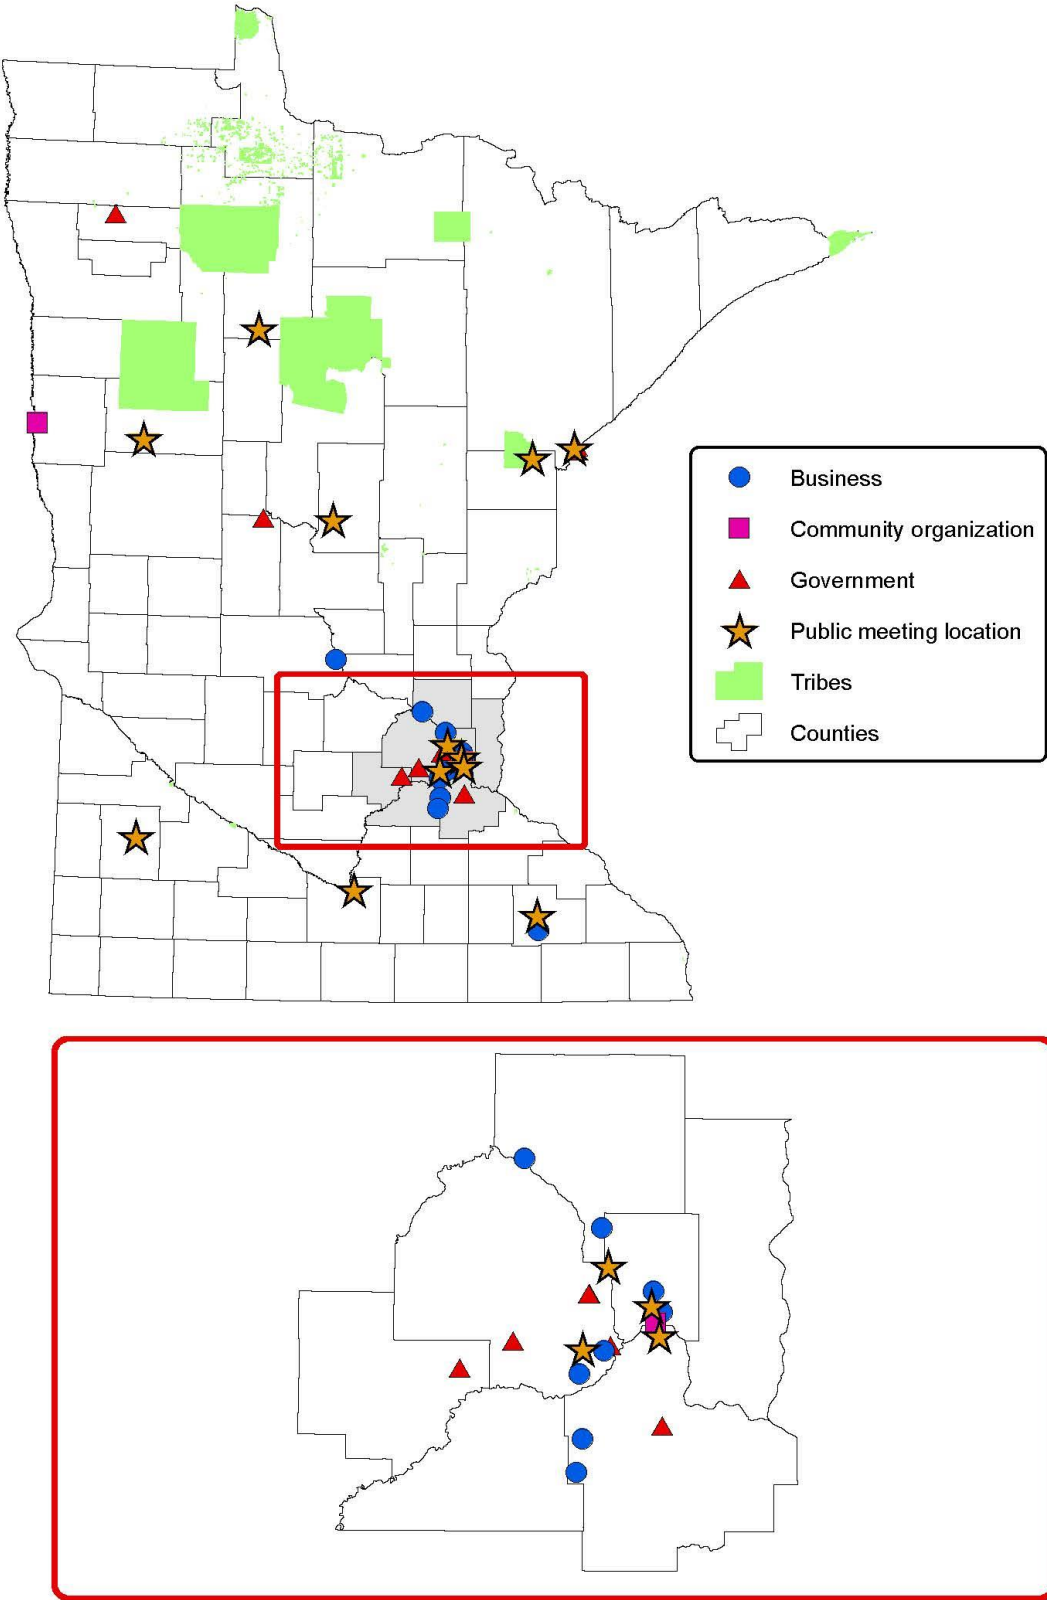 Business
Community organization
Government
Public meeting location
Tribes
Counties